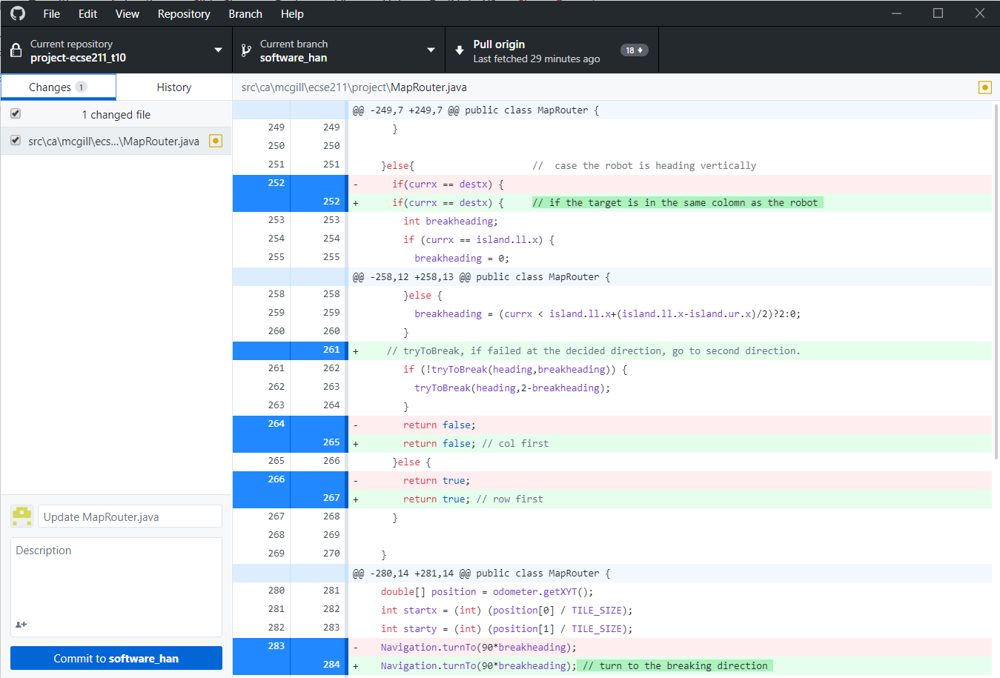 File Edit View Repository Branch Help
Current repository
project-ecse211_t10
Current branch
software_han
Pull origin
Last fetched 29 minutes ago
18
Changes 1
History
src\ca\mcgill\ecse211\project\MapRouter.java
1 changed file
src\ca\mcgill\ecs...\MapRouter.java
@@ -249,7 +249,7 @@ public class MapRouter {
249 249 }
250 250
251 251 }else{ // case the robot is heading vertically
252 - if(currx == destx) {
252 + if(currx == destx) { // if the target is in the same colomn as the robot
253 253 int breakheading;
254 254 if (currx == island.ll.x) {
255 255 breakheading = 0;
@@ -258,12 +258,13 @@ public class MapRouter {
258 258 }else {
259 259 breakheading = (currx < island.ll.x+(island.ll.x-island.ur.x)/2)?2:0;
260 260 }
261 + // tryToBreak, if failed at the decided direction, go to second direction.
261 262 if (!tryToBreak(heading,breakheading)) {
262 263 tryToBreak(heading,2-breakheading);
263 264 }
264 - return false;
265 + return false; // col first
265 266 }else {
266 - return true;
267 + return true; // row first
267 268 }
268 269
269 270 }
@@ -280,14 +281,14 @@ public class MapRouter {
280 281 double[] position = odometer.getXYT();
281 282 int startx = (int) (position[0] / TILE_SIZE);
282 283 int starty = (int) (position[1] / TILE_SIZE);
283 - Navigation.turnTo(90*breakheading);
284 + Navigation.turnTo(90*breakheading); // turn to the breaking direction
Update MapRouter.java
Description
Commit to software_han